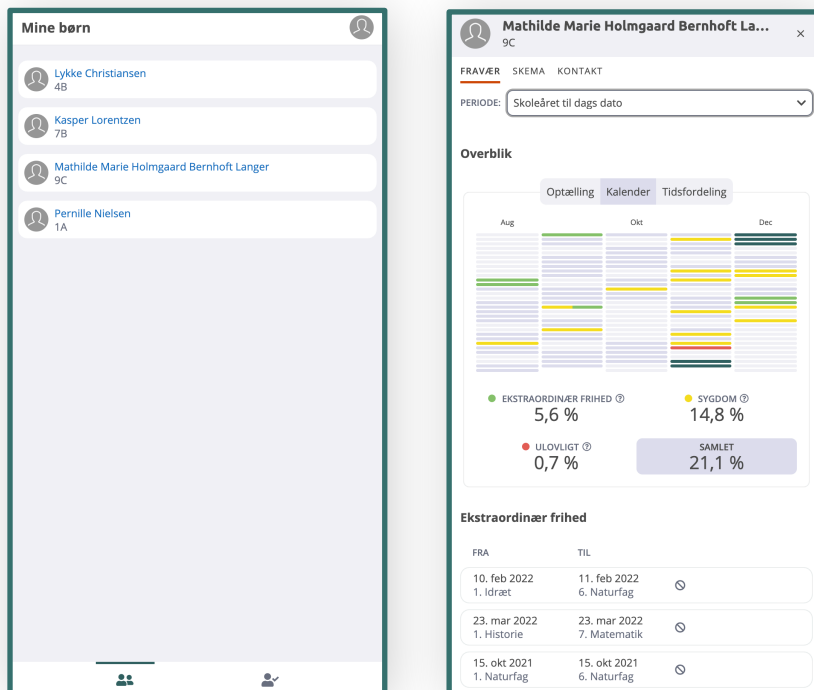 Mine børn
Lykke Christiansen
4B
Kasper Lorentzen
7B
Mathilde Marie Holmgaard Bernhoft Langer
9C
Pernille Nielsen
1A
Mathilde Marie Holmgaard Bernhoft La...
9C
FRAVÆR SKEMA KONTAKT
PERIODE: Skoleåret til dags dato
Overblik
Optælling Kalender Tidsfordeling
Aug Okt Dec
EKSTRAORDINÆR FRIHED SYGDOM
5,6 % 14,8 %
ULOVLIGT SAMLET
0,7 % 21,1 %
Ekstraordinær frihed
FRA TIL
10. feb 2022 11. feb 2022
1. Idræt 6. Naturfag
23. mar 2022 23. mar 2022
1. Historie 7. Matematik
15. okt 2021 15. okt 2021
1. Naturfag 6. Naturfag